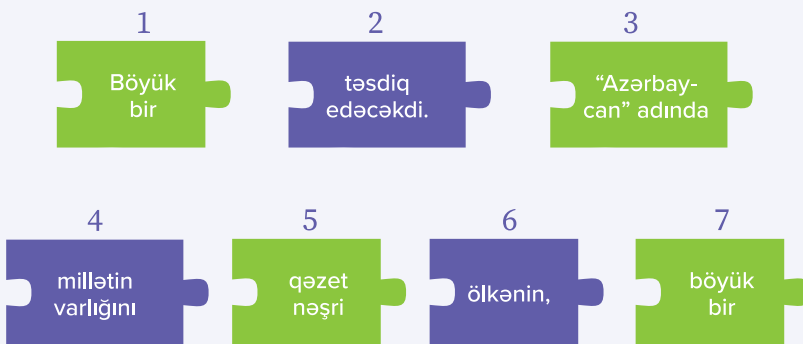 1
2
3
Böyük
bir
təsdiq
edəcəkdi.
“Azərbay-
can” adında
4
5
6
7
millətin
varlığını
qəzet
nəşri
ölkənin,
böyük
bir